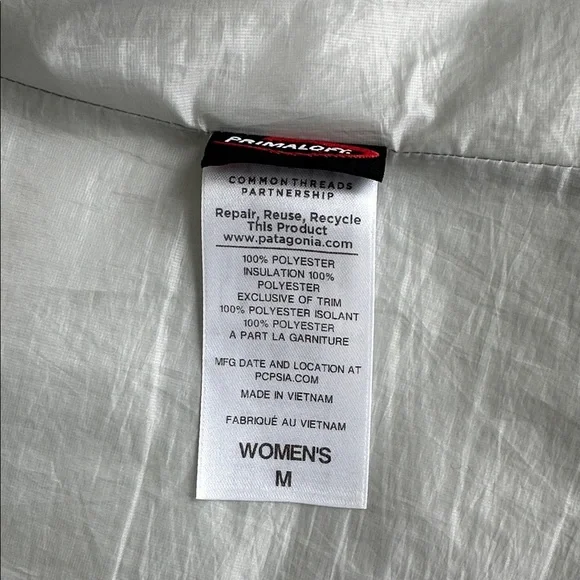 PRIMALOFT
COMMON THREADS
PARTNERSHIP
Repair, Reuse, Recycle
This Product
www.patagonia.com
100% POLYESTER
INSULATION 100%
POLYESTER
EXCLUSIVE OF TRIM
100% POLYESTER ISOLANT
100% POLYESTER
A PART LA GARNITURE
MFG DATE AND LOCATION AT
PCPSIA.COM
MADE IN VIETNAM
FABRIQUÉ AU VIETNAM
WOMEN'S
M